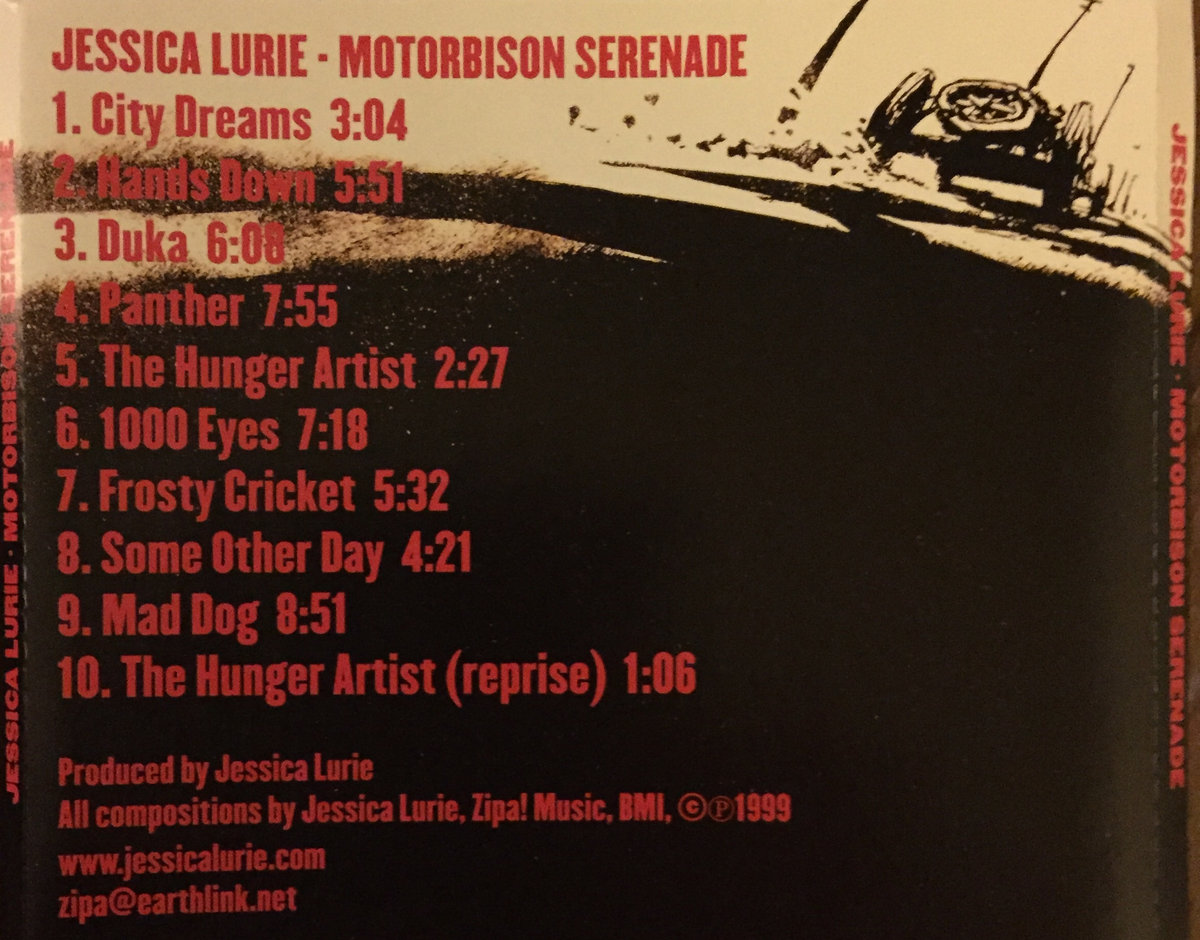 JESSICA LURIE - MOTORBISON SERENADE
1. City Dreams 3:04
2. Hands Down 5:51
3. Duka 6:08
4. Panther 7:55
5. The Hunger Artist 2:27
6. 1000 Eyes 7:18
7. Frosty Cricket 5:32
8. Some Other Day 4:21
9. Mad Dog 8:51
10. The Hunger Artist (reprise) 1:06
Produced by Jessica Lurie
All compositions by Jessica Lurie, Zipa! Music, BMI, ©℗1999
www.jessicalurie.com
zipa@earthlink.net
JESSICA LURIE · MOTORBISON SERENADE
JESSICA LURIE · MOTORBISON SERENADE